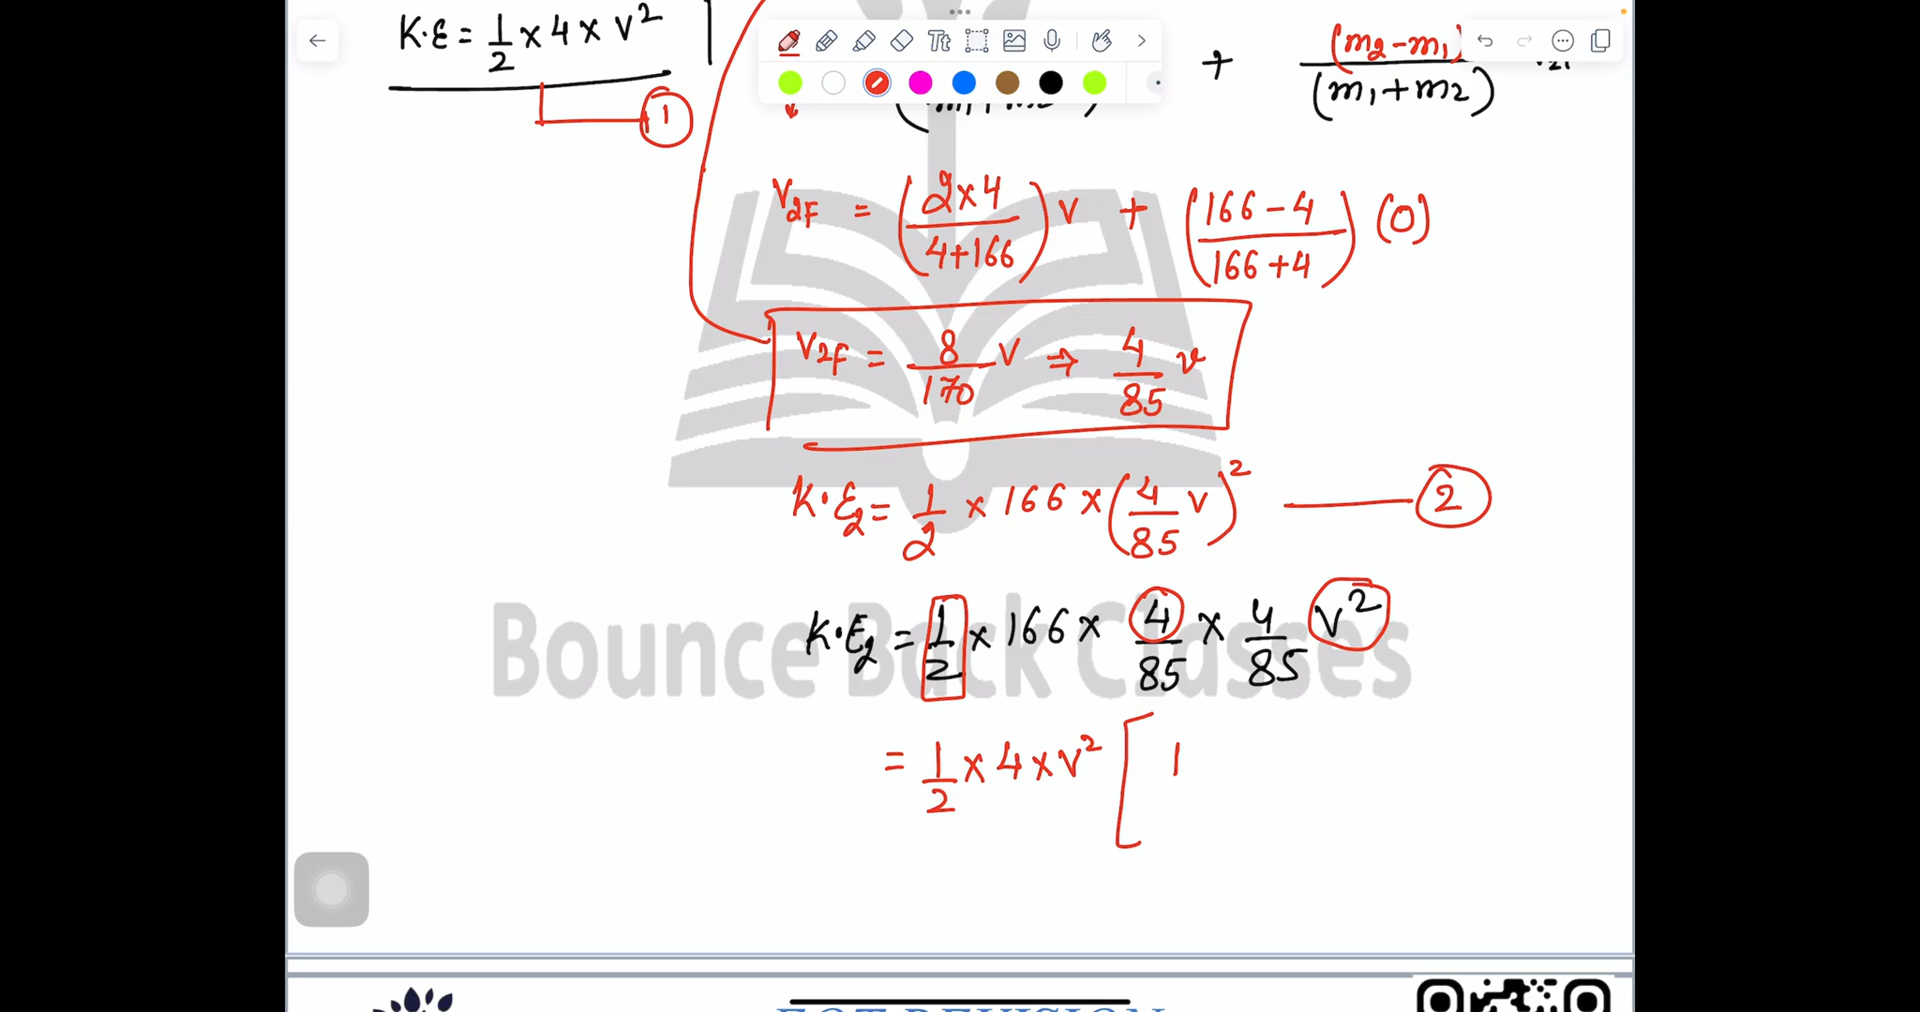 K.E = 1/2 × 4 × v²
1
+ (m₂ – m₁) / (m₁ + m₂)
V₂F = (2×4 / 4+166) v + (166 – 4 / 166 + 4) (0)
V₂F = 8/170 v ⇒ 4/85 v
K.E₂ = 1/2 × 166 × (4/85 v)² ——— 2
K.E₂ = 1/2 × 166 × 4/85 × 4/85 v²
Bounce Back Classes
= 1/2 × 4 × v² [ 1